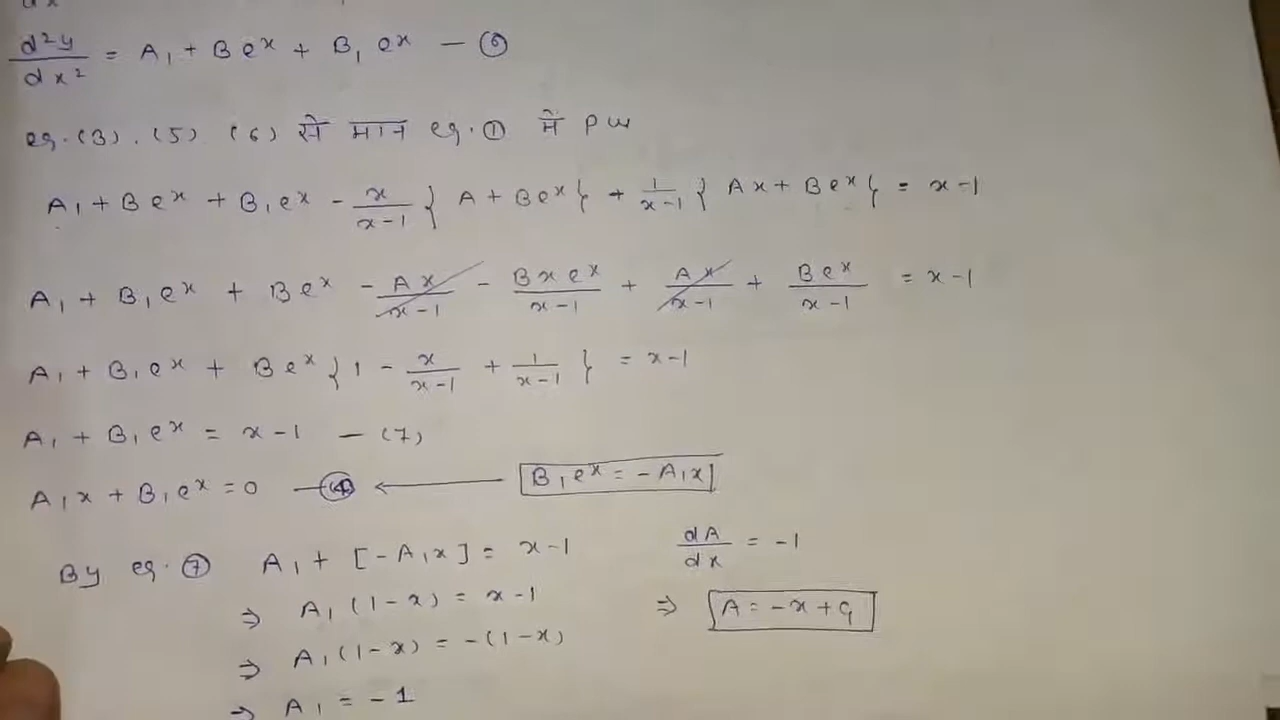 dx
d²y/dx² = A₁ + Beˣ + B₁eˣ — ⑥
eq. (3), (5) (6) से मान eq. ① में PW
A₁ + Beˣ + B₁eˣ - x/(x-1) { A + Beˣ } + 1/(x-1) { Ax + Beˣ } = x-1
A₁ + B₁eˣ + Beˣ - Ax/(x-1) - Bxeˣ/(x-1) + Ax/(x-1) + Beˣ/(x-1) = x-1
A₁ + B₁eˣ + Beˣ { 1 - x/(x-1) + 1/(x-1) } = x-1
A₁ + B₁eˣ = x-1 — (7)
A₁x + B₁eˣ = 0 — ④ ← B₁eˣ = -A₁x
By eq. ⑦ A₁ + [-A₁x] = x-1
⇒ A₁(1-x) = x-1
⇒ A₁(1-x) = -(1-x)
⇒ A₁ = -1
dA/dx = -1
⇒ A = -x + C₁